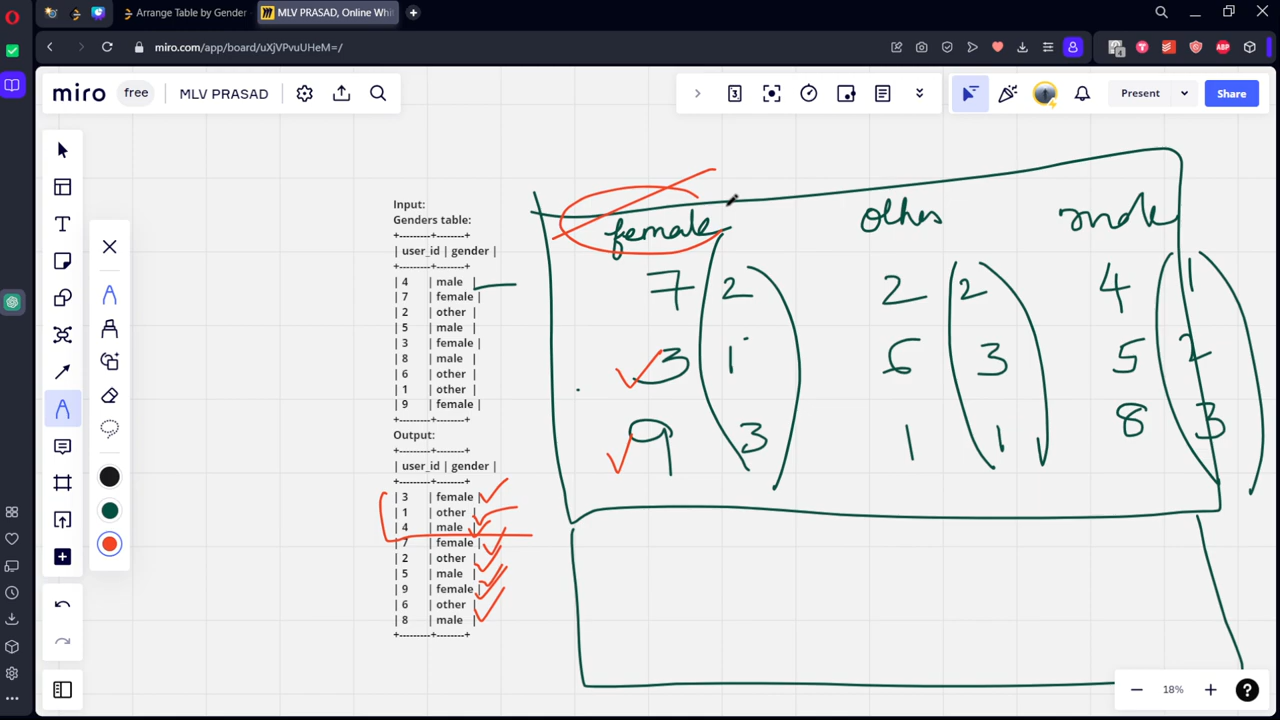 Arrange Table by Gender
MLV PRASAD, Online Whi
miro.com/app/board/uXjVPvuUHeM=/
ABP
miro
free
MLV PRASAD
3
Present
Share
Input:
Genders table:
+---------+--------+
| user_id | gender |
+---------+--------+
| 4 | male |
| 7 | female |
| 2 | other |
| 5 | male |
| 3 | female |
| 8 | male |
| 6 | other |
| 1 | other |
| 9 | female |
+---------+--------+
Output:
+---------+--------+
| user_id | gender |
+---------+--------+
| 3 | female |
| 1 | other |
| 4 | male |
| 7 | female |
| 2 | other |
| 5 | male |
| 9 | female |
| 6 | other |
| 8 | male |
+---------+--------+
female other male
7 2 2 2 4 1
3 1 6 3 5 2
9 3 1 1 8 3
18%